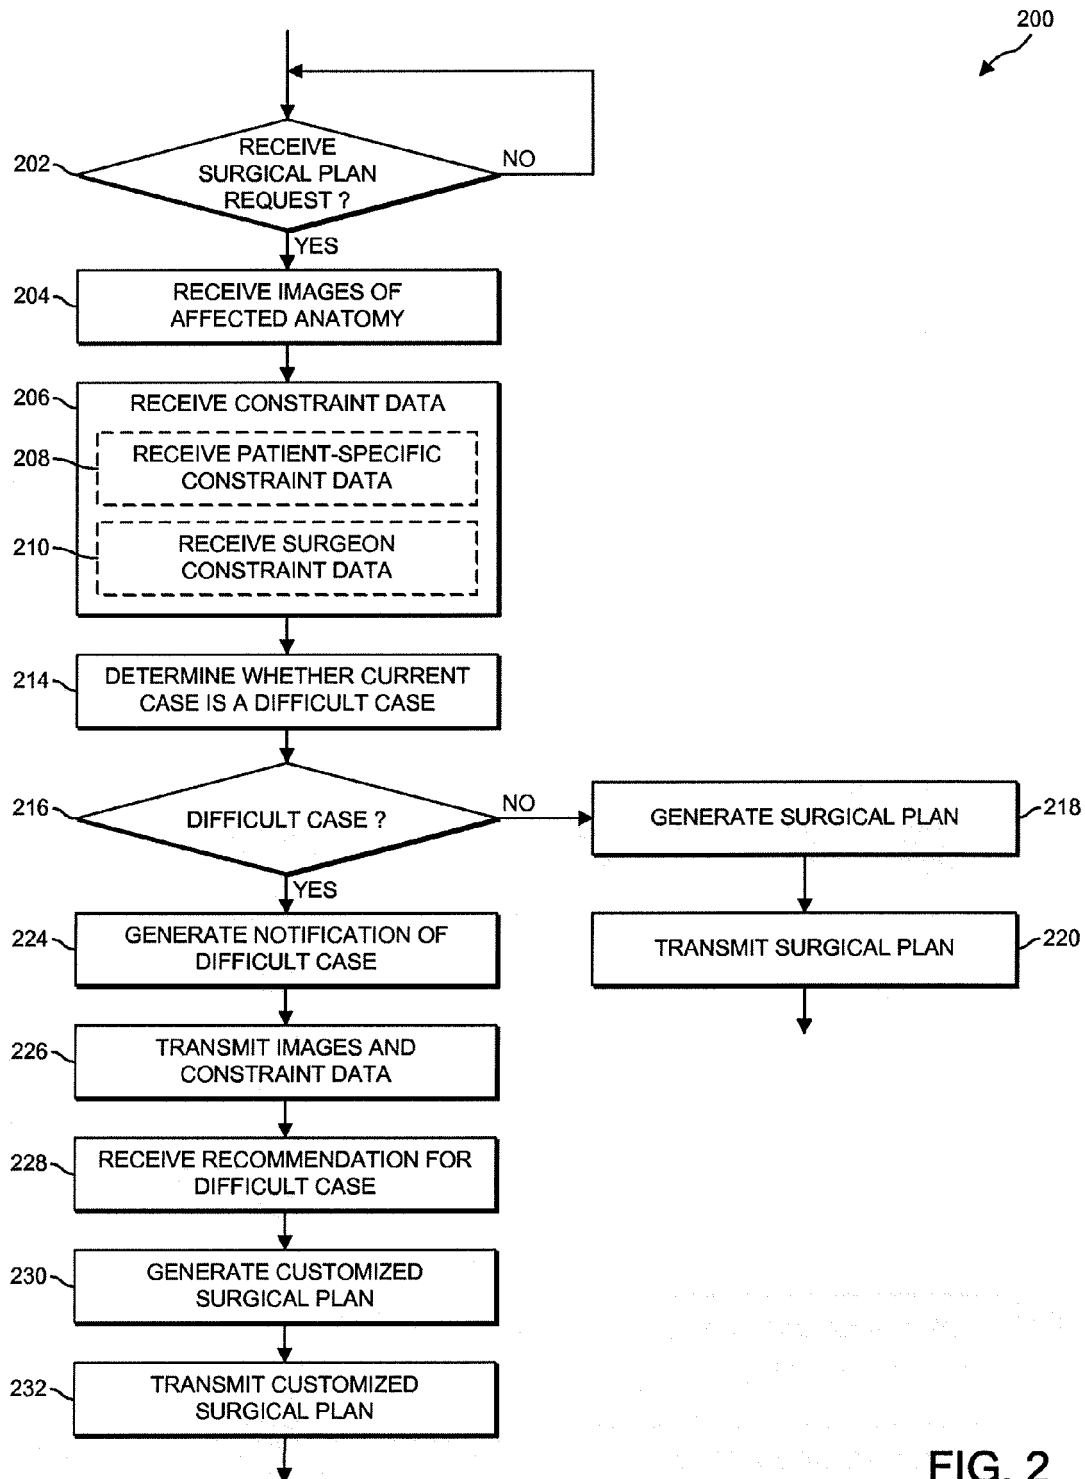 200
RECEIVE
SURGICAL PLAN
REQUEST ?
202
NO
YES
204
RECEIVE IMAGES OF
AFFECTED ANATOMY
206
RECEIVE CONSTRAINT DATA
208
RECEIVE PATIENT-SPECIFIC
CONSTRAINT DATA
210
RECEIVE SURGEON
CONSTRAINT DATA
214
DETERMINE WHETHER CURRENT
CASE IS A DIFFICULT CASE
216
DIFFICULT CASE ?
NO
GENERATE SURGICAL PLAN
218
YES
TRANSMIT SURGICAL PLAN
220
224
GENERATE NOTIFICATION OF
DIFFICULT CASE
226
TRANSMIT IMAGES AND
CONSTRAINT DATA
228
RECEIVE RECOMMENDATION FOR
DIFFICULT CASE
230
GENERATE CUSTOMIZED
SURGICAL PLAN
232
TRANSMIT CUSTOMIZED
SURGICAL PLAN
FIG. 2